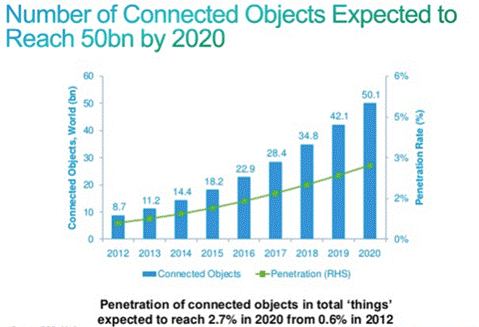 Number of Connected Objects Expected to
Reach 50bn by 2020
Connected Objects, World (bn)
60
50
40
30
20
10
0
8.7
11.2
14.4
18.2
22.9
28.4
34.8
42.1
50.1
6%
5%
3%
2%
0%
Penetration Rate (%)
2012 2013 2014 2015 2016 2017 2018 2019 2020
Connected Objects Penetration (RHS)
Penetration of connected objects in total ‘things’
expected to reach 2.7% in 2020 from 0.6% in 2012